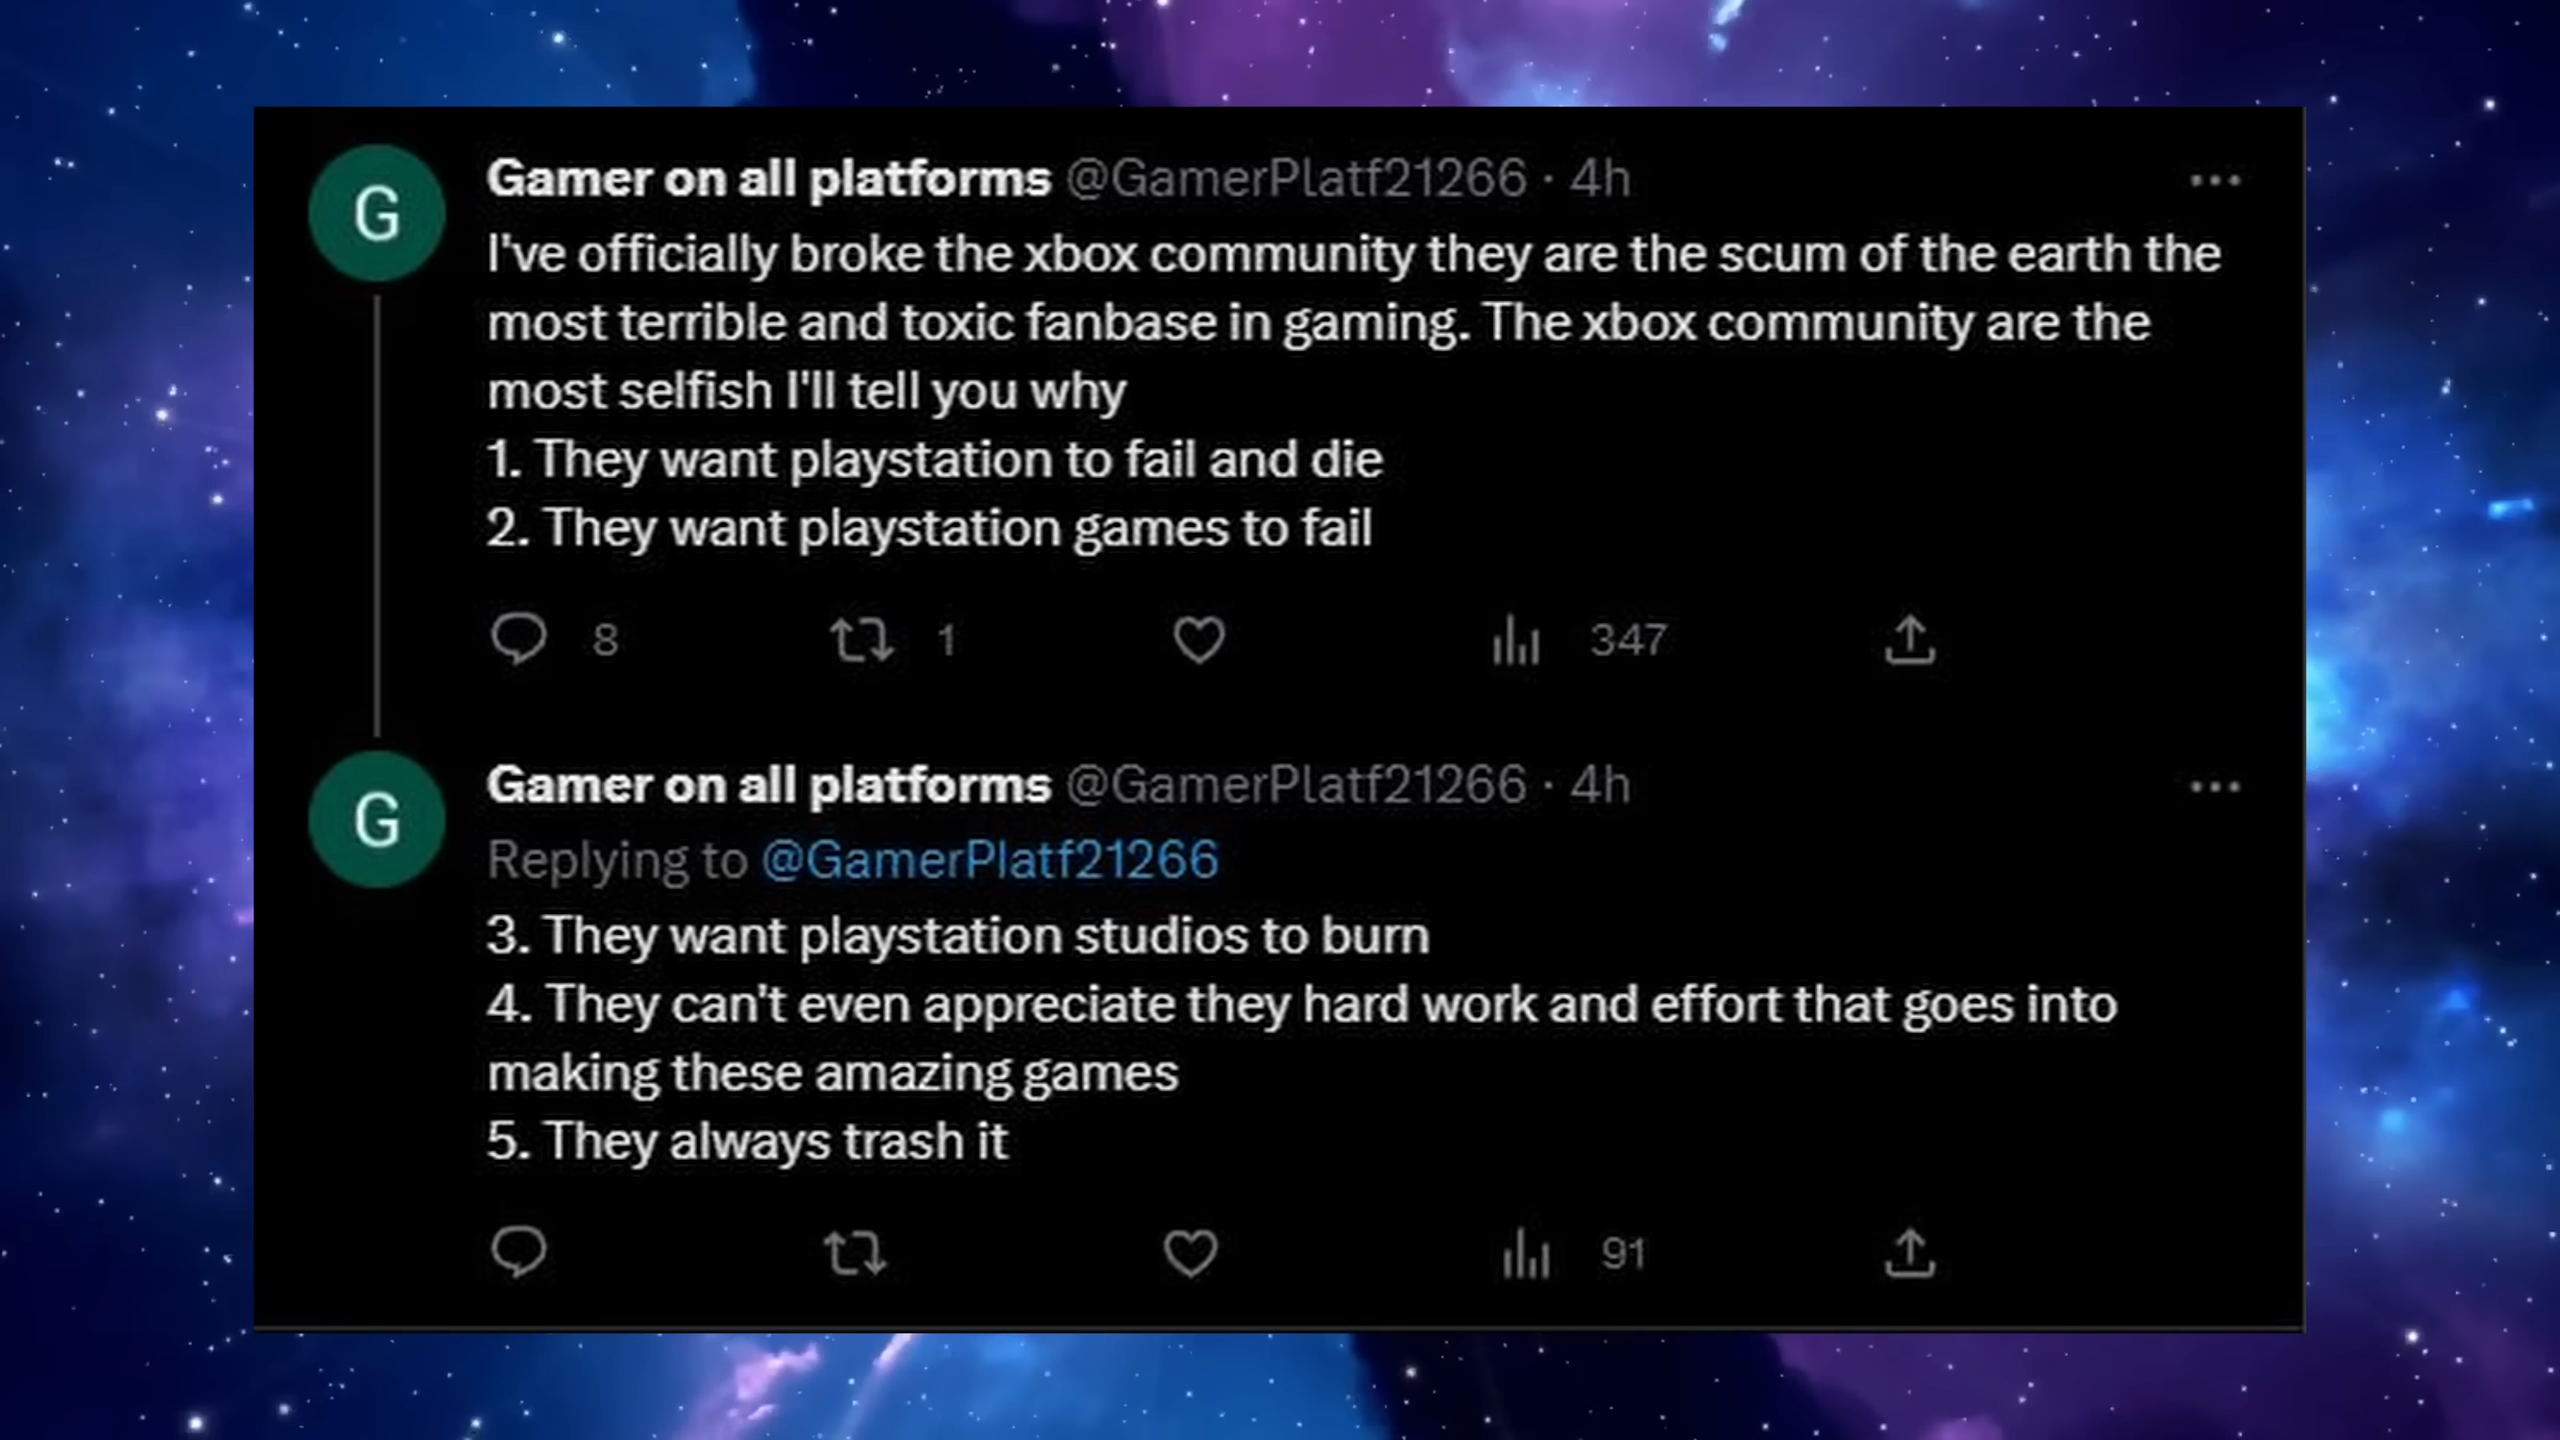 G
Gamer on all platforms @GamerPlatf21266 · 4h
I've officially broke the xbox community they are the scum of the earth the
most terrible and toxic fanbase in gaming. The xbox community are the
most selfish I'll tell you why
1. They want playstation to fail and die
2. They want playstation games to fail
8 1 347
G
Gamer on all platforms @GamerPlatf21266 · 4h
Replying to @GamerPlatf21266
3. They want playstation studios to burn
4. They can't even appreciate they hard work and effort that goes into
making these amazing games
5. They always trash it
91